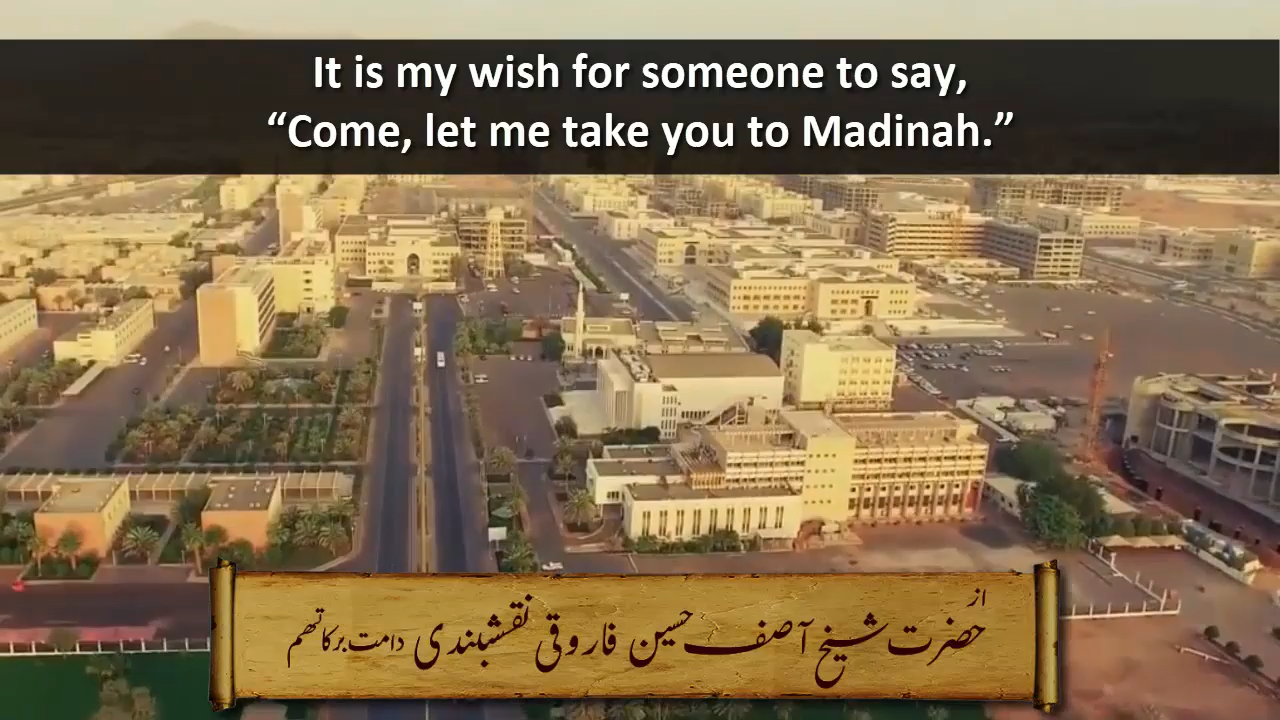 It is my wish for someone to say,
“Come, let me take you to Madinah.”
از
حضرت شیخ آصف حسین فاروقی نقشبندی دامت برکاتھم